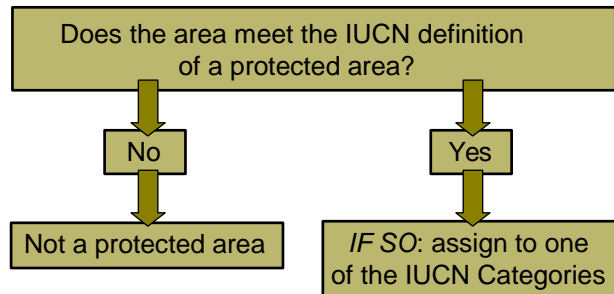 Does the area meet the IUCN definition
of a protected area?
No
Yes
Not a protected area
IF SO: assign to one
of the IUCN Categories